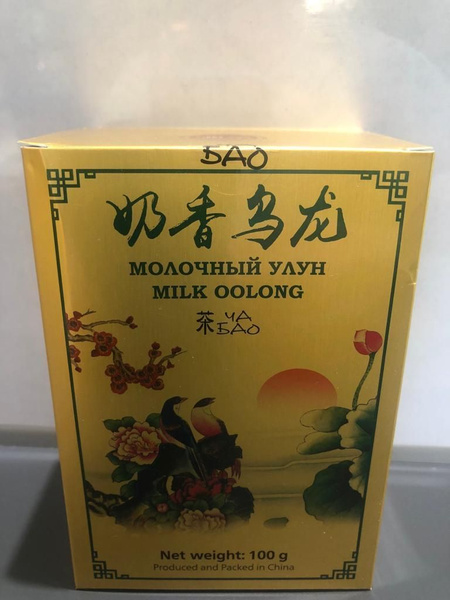 БАО
奶香乌龙
МОЛОЧНЫЙ УЛУН
MILK OOLONG
茶 ЧА
БАО
Net weight: 100 g
Produced and Packed in China